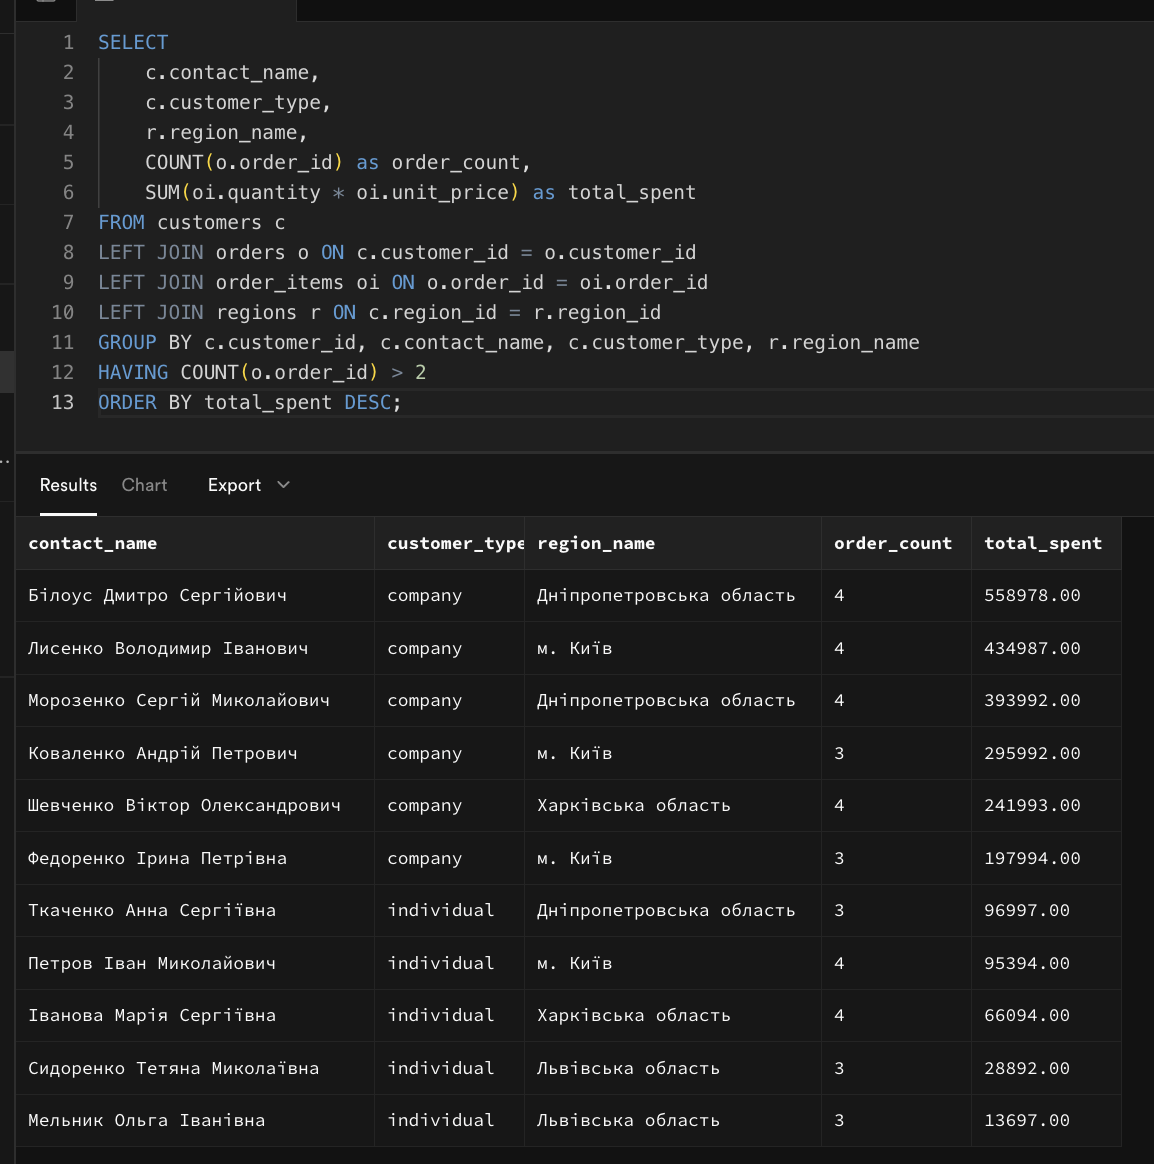 1 SELECT
2 c.contact_name,
3 c.customer_type,
4 r.region_name,
5 COUNT(o.order_id) as order_count,
6 SUM(oi.quantity * oi.unit_price) as total_spent
7 FROM customers c
8 LEFT JOIN orders o ON c.customer_id = o.customer_id
9 LEFT JOIN order_items oi ON o.order_id = oi.order_id
10 LEFT JOIN regions r ON c.region_id = r.region_id
11 GROUP BY c.customer_id, c.contact_name, c.customer_type, r.region_name
12 HAVING COUNT(o.order_id) > 2
13 ORDER BY total_spent DESC;
Results Chart Export
contact_name customer_type region_name order_count total_spent
Білоус Дмитро Сергійович company Дніпропетровська область 4 558978.00
Лисенко Володимир Іванович company м. Київ 4 434987.00
Морозенко Сергій Миколайович company Дніпропетровська область 4 393992.00
Коваленко Андрій Петрович company м. Київ 3 295992.00
Шевченко Віктор Олександрович company Харківська область 4 241993.00
Федоренко Ірина Петрівна company м. Київ 3 197994.00
Ткаченко Анна Сергіївна individual Дніпропетровська область 3 96997.00
Петров Іван Миколайович individual м. Київ 4 95394.00
Іванова Марія Сергіївна individual Харківська область 4 66094.00
Сидоренко Тетяна Миколаївна individual Львівська область 3 28892.00
Мельник Ольга Іванівна individual Львівська область 3 13697.00